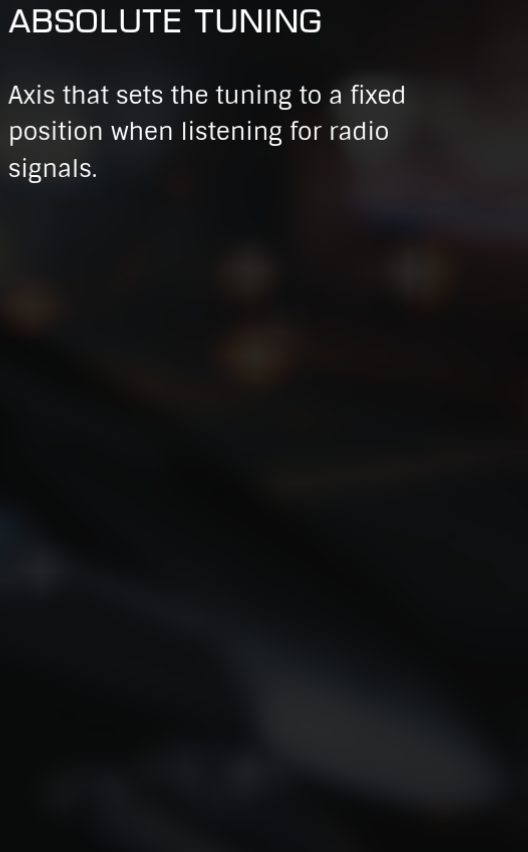 ABSOLUTE TUNING
Axis that sets the tuning to a fixed
position when listening for radio
signals.